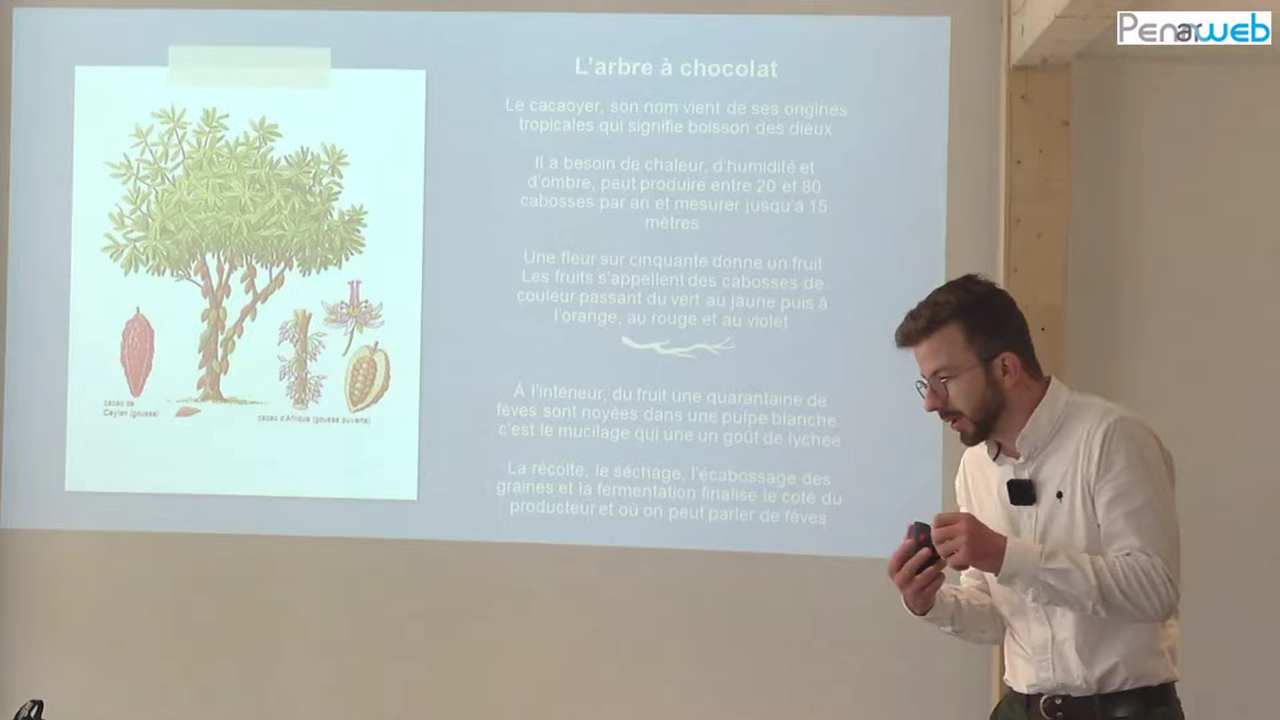 L'arbre à chocolat
Le cacaoyer, son nom vient de ses origines
tropicales qui signifie boisson des dieux
Il a besoin de chaleur, d'humidité et
d'ombre, peut produire entre 20 et 80
cabosses par an et mesurer jusqu'à 15
mètres
Une fleur sur cinquante donne un fruit
Les fruits s'appellent des cabosses de
couleur passant du vert au jaune puis à
l'orange, au rouge et au violet
À l'intérieur, du fruit une quarantaine de
fèves sont noyées dans une pulpe blanche:
c'est le mucilage qui une un goût de lychee
La récolte, le séchage, l'écabossage des
graines et la fermentation finalise le coté du
producteur et où on peut parler de fèves
cacao de
Ceylan (gousse)
cacao d'Afrique (gousse ouverte)
Penarweb